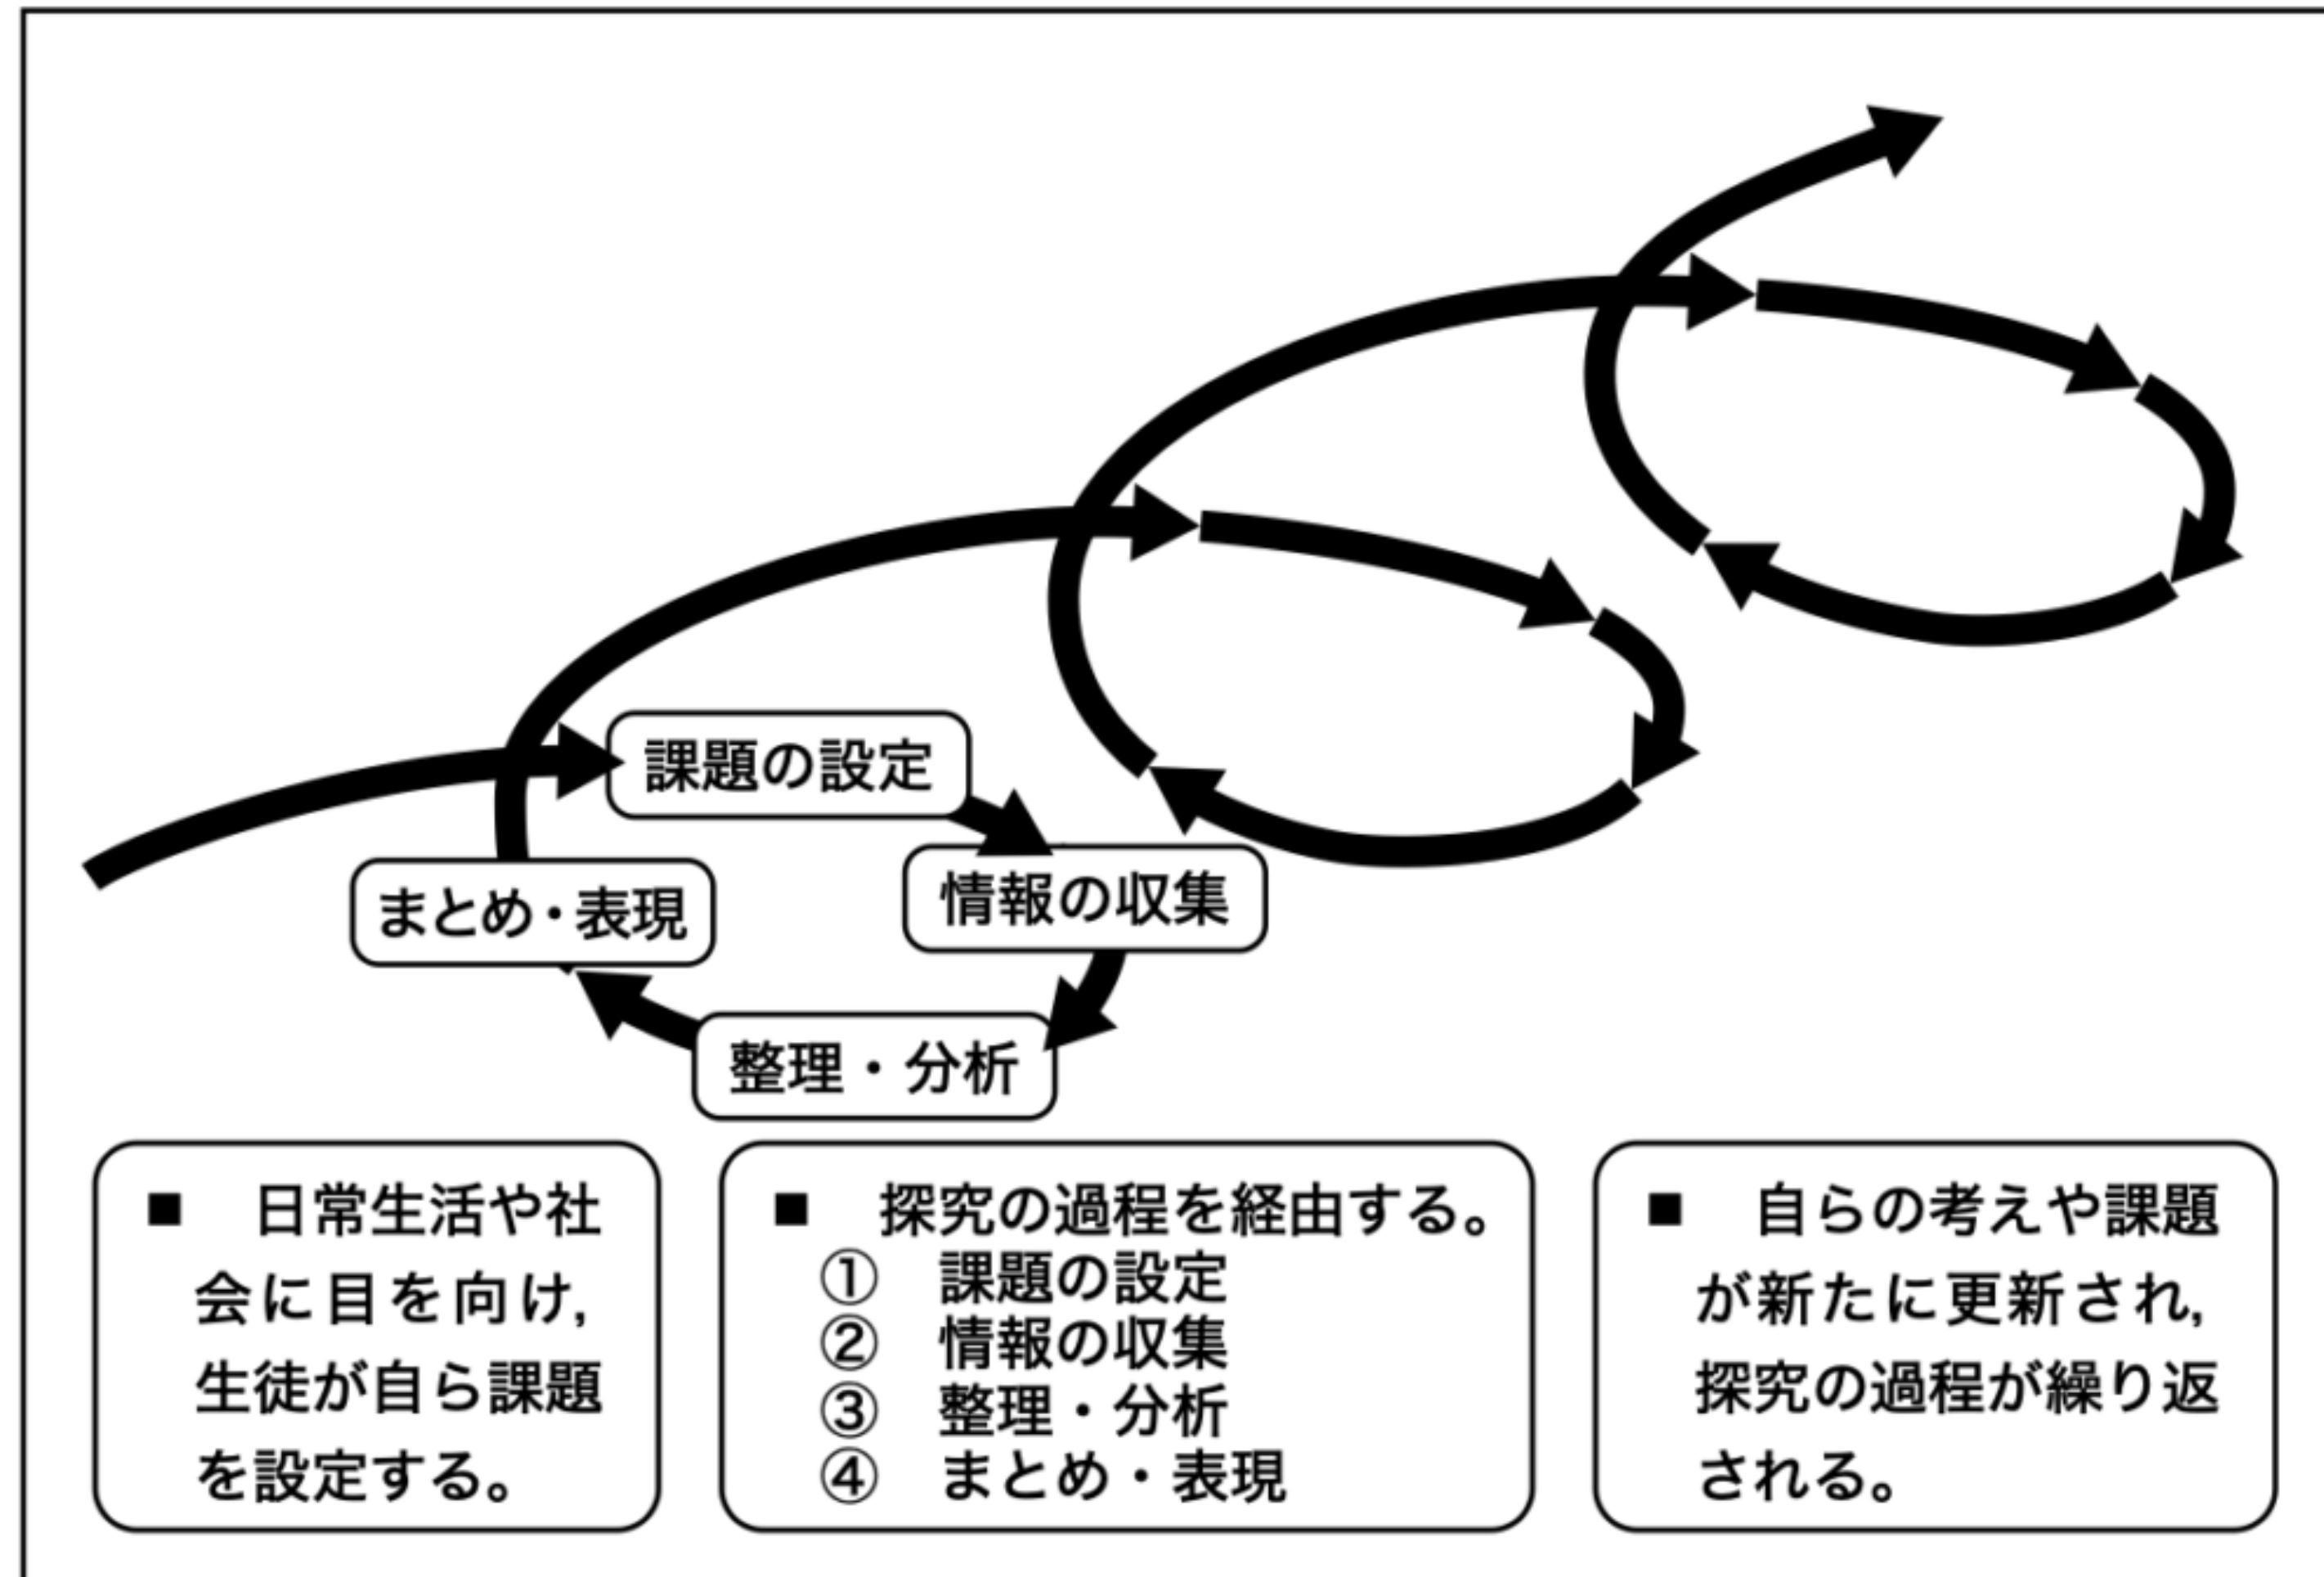 課題の設定
情報の収集
まとめ・表現
整理・分析
■　日常生活や社
会に目を向け,
生徒が自ら課題
を設定する。
■　探究の過程を経由する。
①　課題の設定
②　情報の収集
③　整理・分析
④　まとめ・表現
■　自らの考えや課題
が新たに更新され,
探究の過程が繰り返
される。